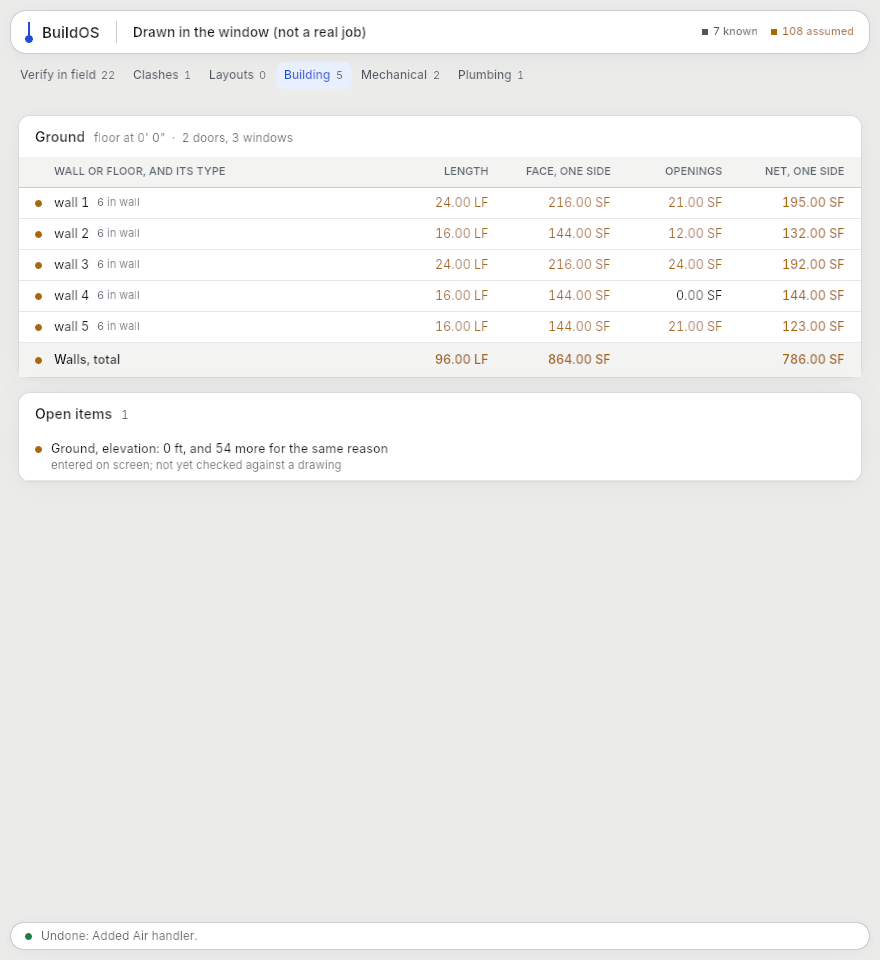 BuildOS Drawn in the window (not a real job) 7 known 108 assumed
Verify in field 22 Clashes 1 Layouts 0 Building 5 Mechanical 2 Plumbing 1
Ground floor at 0' 0" · 2 doors, 3 windows
WALL OR FLOOR, AND ITS TYPE LENGTH FACE, ONE SIDE OPENINGS NET, ONE SIDE
wall 1 6 in wall 24.00 LF 216.00 SF 21.00 SF 195.00 SF
wall 2 6 in wall 16.00 LF 144.00 SF 12.00 SF 132.00 SF
wall 3 6 in wall 24.00 LF 216.00 SF 24.00 SF 192.00 SF
wall 4 6 in wall 16.00 LF 144.00 SF 0.00 SF 144.00 SF
wall 5 6 in wall 16.00 LF 144.00 SF 21.00 SF 123.00 SF
Walls, total 96.00 LF 864.00 SF 786.00 SF
Open items 1
Ground, elevation: 0 ft, and 54 more for the same reason
entered on screen; not yet checked against a drawing
Undone: Added Air handler.